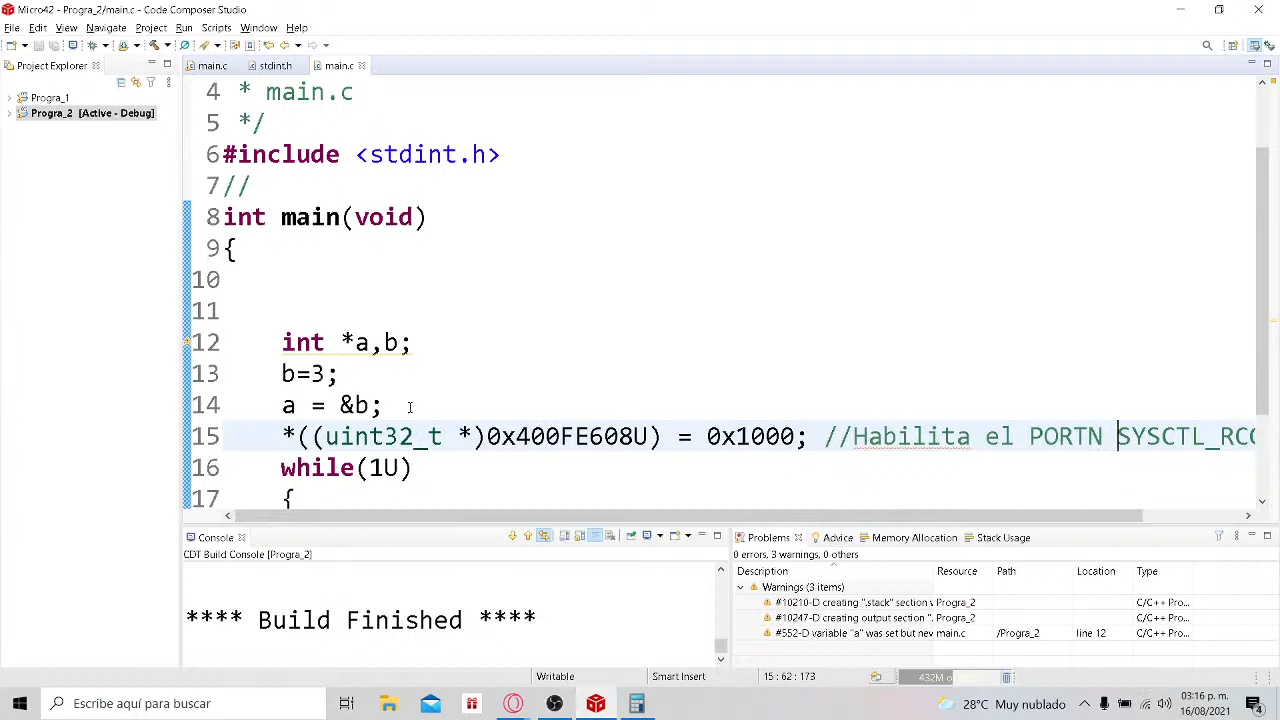 Micro42 - Progra_2/main.c - Code Composer Studio
File Edit View Navigate Project Run Scripts Window Help
Project Explorer
main.c stdint.h main.c
Progra_1
Progra_2 [Active - Debug]
4 * main.c
5 */
6 #include <stdint.h>
7 //
8 int main(void)
9 {
10
11
12 int *a,b;
13 b=3;
14 a = &b;
15 *((uint32_t *)0x400FE608U) = 0x1000; //Habilita el PORTN SYSCTL_RCG
16 while(1U)
17 {
Console
CDT Build Console [Progra_2]
**** Build Finished ****
Problems Advice Memory Allocation Stack Usage
0 errors, 3 warnings, 0 others
Description Resource Path Location Type
Warnings (3 items)
#10210-D creating ".stack" section w Progra_2 C/C++ Pro...
#10247-D creating output section ". Progra_2 C/C++ Pro...
#552-D variable "a" was set but nev main.c /Progra_2 line 12 C/C++ Pro...
Writable Smart Insert 15 : 62 : 173 432M o
Escribe aquí para buscar
28°C Muy nublado
03:16 p. m.
16/08/2021
4